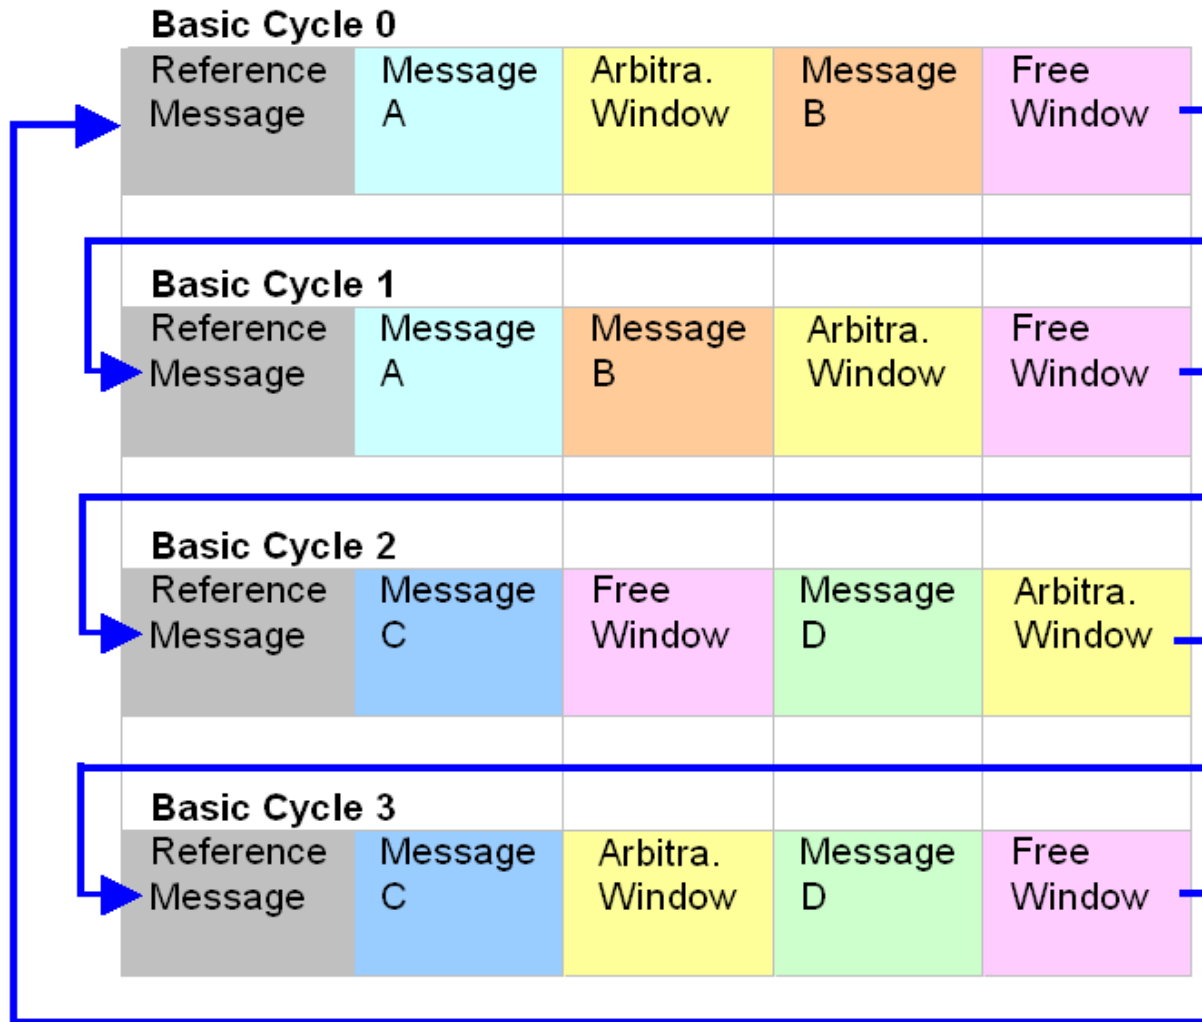 Basic Cycle 0
Reference Message Arbitra. Message Free
Message A Window B Window
Basic Cycle 1
Reference Message Message Arbitra. Free
Message A B Window Window
Basic Cycle 2
Reference Message Free Message Arbitra.
Message C Window D Window
Basic Cycle 3
Reference Message Arbitra. Message Free
Message C Window D Window